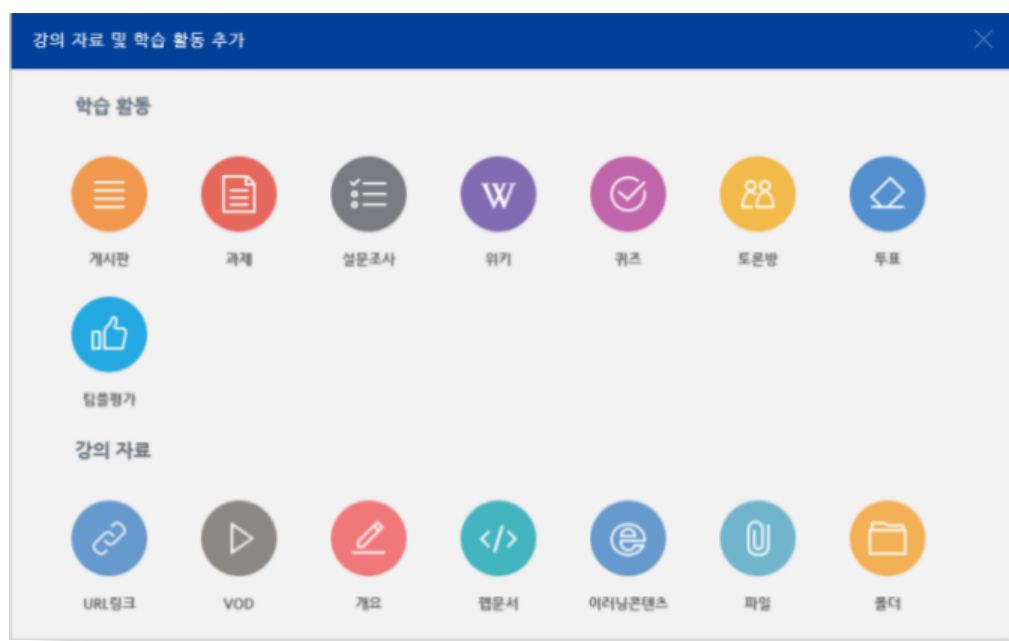 강의 자료 및 학습 활동 추가
학습 활동
게시판 과제 설문조사 위키 퀴즈 토론방 투표
팀플평가
강의 자료
URL링크 VOD 개요 웹문서 이러닝콘텐츠 파일 폴더